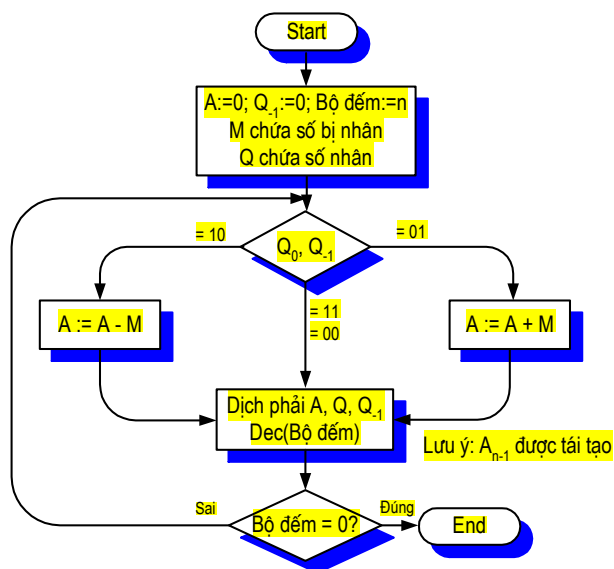 Start
A:=0; Q-1:=0; Bộ đếm:=n
M chứa số bị nhân
Q chứa số nhân
= 10
Q0, Q-1
= 01
A := A - M
= 11
= 00
A := A + M
Dịch phải A, Q, Q-1
Dec(Bộ đếm)
Lưu ý: An-1 được tái tạo
Sai
Bộ đếm = 0?
Đúng
End